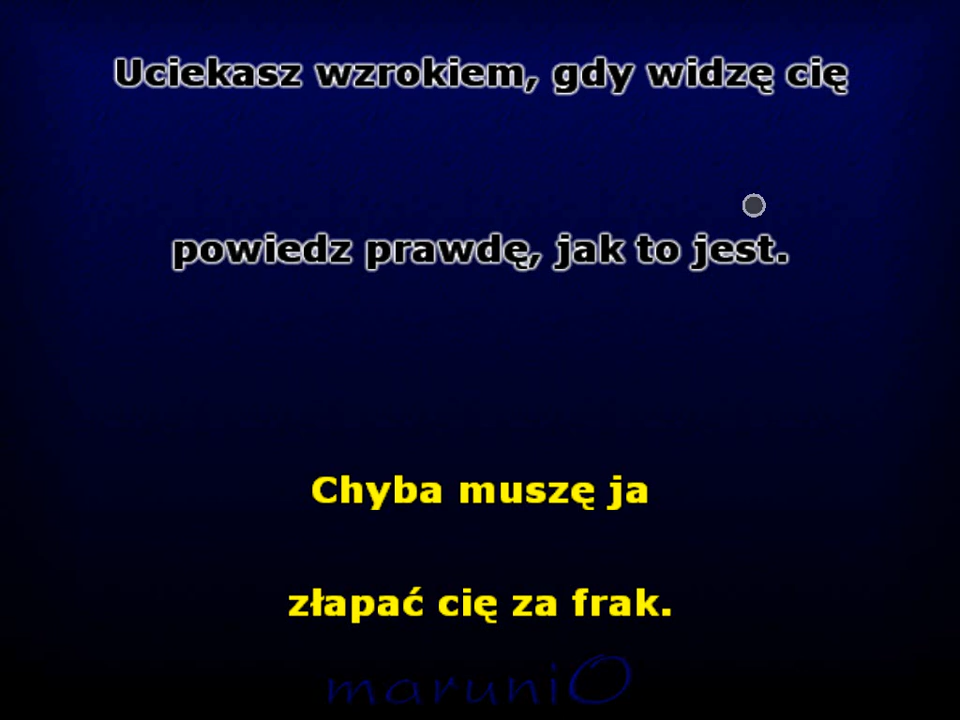 Uciekasz wzrokiem, gdy widzę cię
powiedz prawdę, jak to jest.
Chyba muszę ja
złapać cię za frak.
maruniO